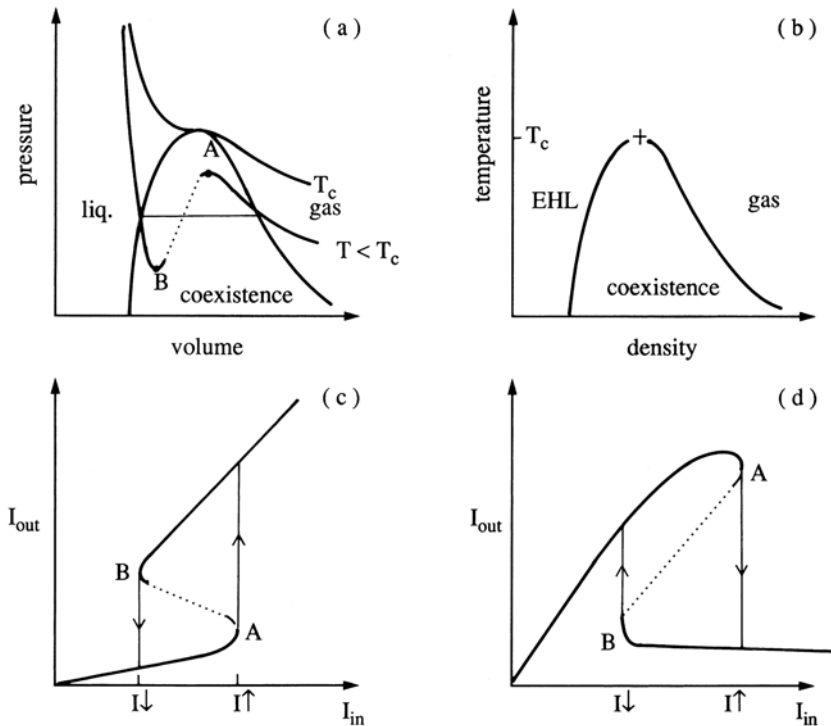 ( a )
pressure
A
T_c
liq.
gas
T < T_c
B
coexistence
volume
( b )
temperature
T_c
+
EHL
gas
coexistence
density
( c )
I_out
B
A
I↓
I↑
I_in
( d )
I_out
A
B
I↓
I↑
I_in